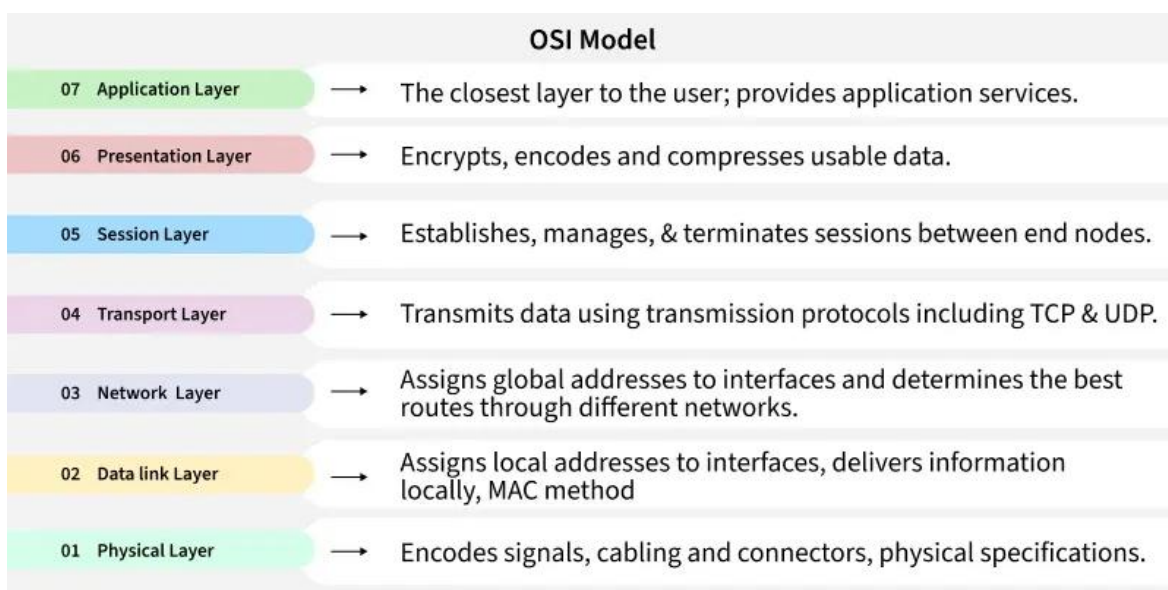 OSI Model
07 Application Layer → The closest layer to the user; provides application services.
06 Presentation Layer → Encrypts, encodes and compresses usable data.
05 Session Layer → Establishes, manages, & terminates sessions between end nodes.
04 Transport Layer → Transmits data using transmission protocols including TCP & UDP.
03 Network Layer → Assigns global addresses to interfaces and determines the best
routes through different networks.
02 Data link Layer → Assigns local addresses to interfaces, delivers information
locally, MAC method
01 Physical Layer → Encodes signals, cabling and connectors, physical specifications.